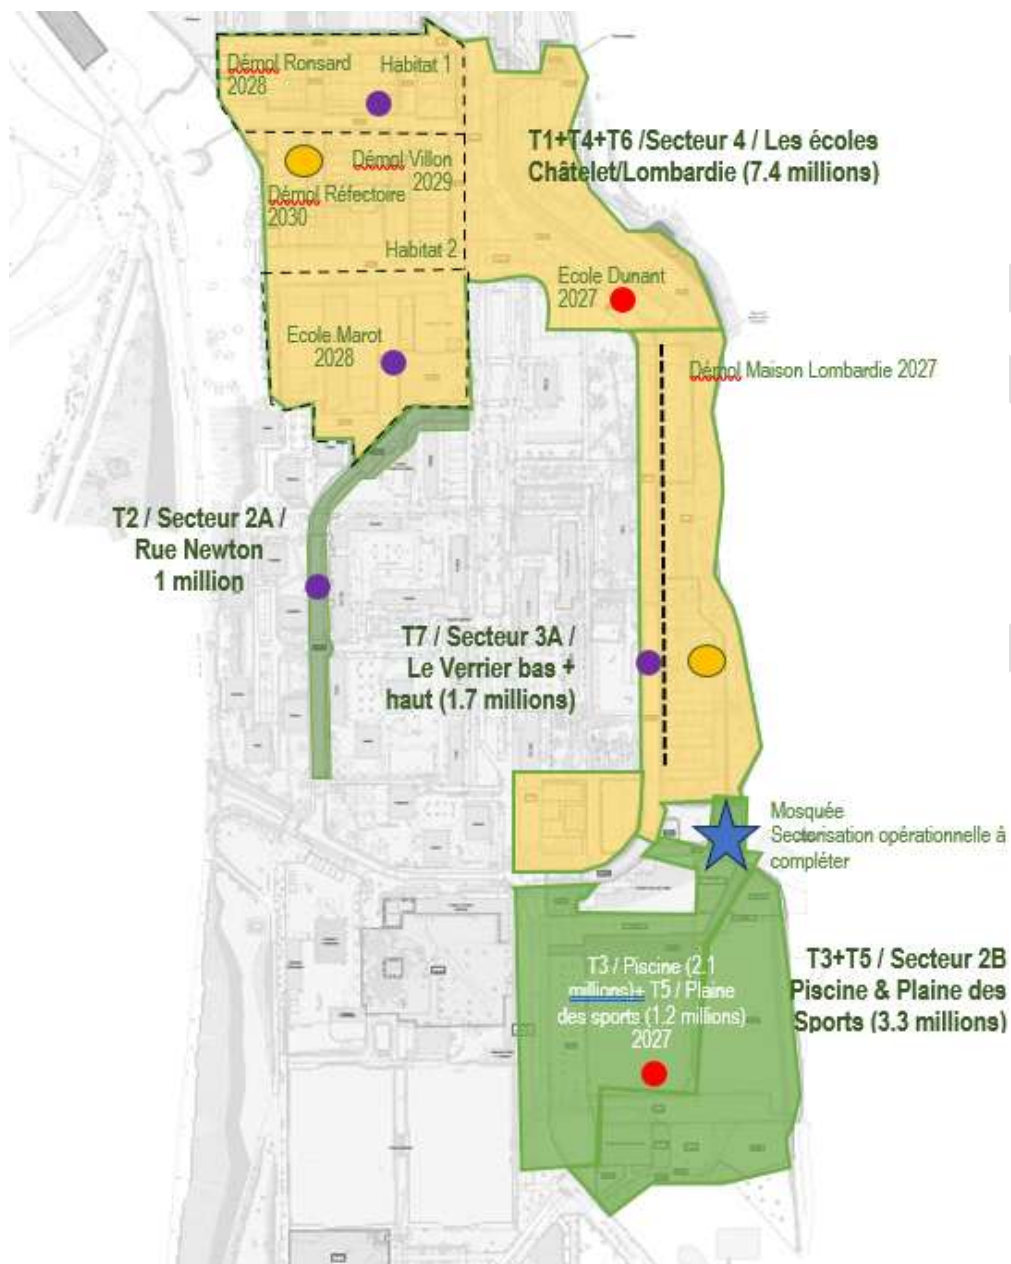 Démol Ronsard
2028
Habitat 1
Démol Villon
2029
Démol Réfectoire
2030
Habitat 2
Ecole Marot
2028
T1+T4+T6 /Secteur 4 / Les écoles
Châtelet/Lombardie (7.4 millions)
Ecole Dunant
2027
Démol Maison Lombardie 2027
T2 / Secteur 2A /
Rue Newton
1 million
T7 / Secteur 3A /
Le Verrier bas +
haut (1.7 millions)
Mosquée
Sectorisation opérationnelle à
compléter
T3 / Piscine (2.1
millions)+ T5 / Plaine
des sports (1.2 millions)
2027
T3+T5 / Secteur 2B
Piscine & Plaine des
Sports (3.3 millions)